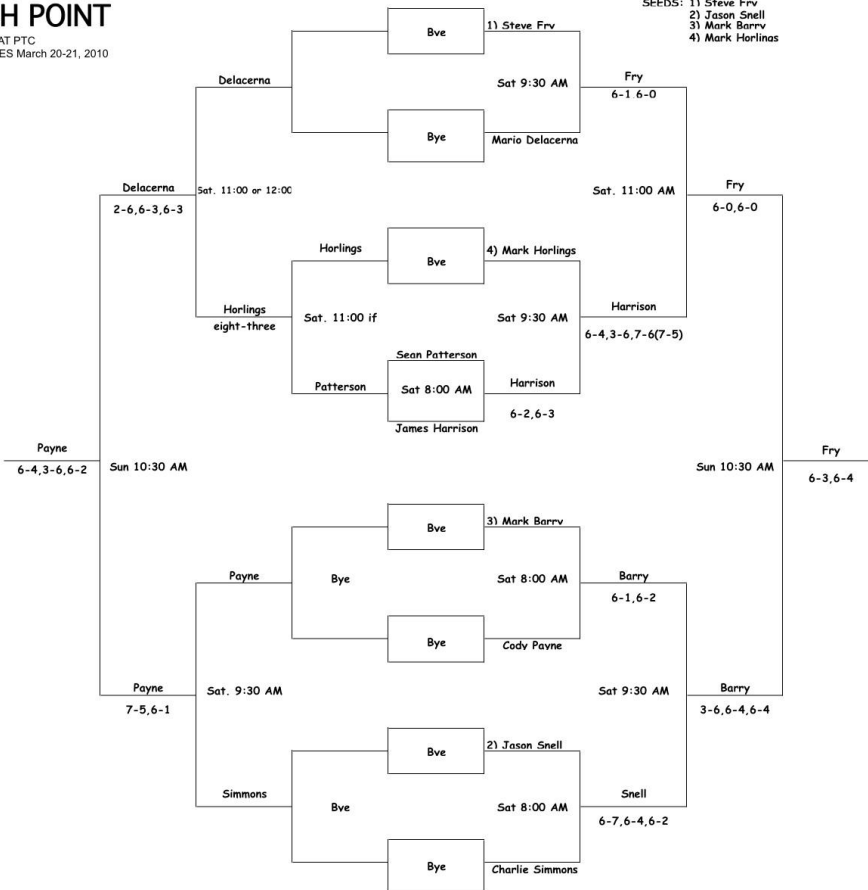 H POINT
AT PTC
ES March 20-21, 2010
SEEDS: 1) Steve Fry
2) Jason Snell
3) Mark Barry
4) Mark Horlings
Bye
1) Steve Fry
Delacerna
Sat 9:30 AM
Fry
6-1 6-0
Bye
Mario Delacerna
Delacerna
2-6,6-3,6-3
Sat. 11:00 or 12:00
Sat. 11:00 AM
Fry
6-0,6-0
Horlings
Bye
4) Mark Horlings
Horlings
eight-three
Sat. 11:00 if
Sat 9:30 AM
Harrison
6-4,3-6,7-6(7-5)
Sean Patterson
Patterson
Sat 8:00 AM
Harrison
6-2,6-3
James Harrison
Payne
6-4,3-6,6-2
Sun 10:30 AM
Sun 10:30 AM
Fry
6-3,6-4
Bye
3) Mark Barry
Payne
Bye
Sat 8:00 AM
Barry
6-1,6-2
Bye
Cody Payne
Payne
7-5,6-1
Sat. 9:30 AM
Sat 9:30 AM
Barry
3-6,6-4,6-4
Bye
2) Jason Snell
Simmons
Bye
Sat 8:00 AM
Snell
6-7,6-4,6-2
Bye
Charlie Simmons